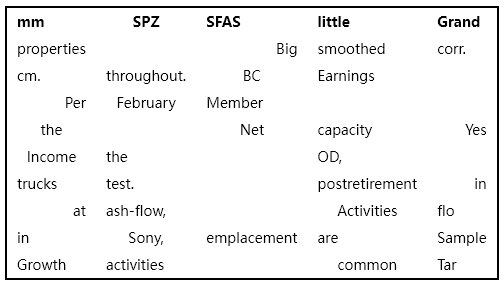 mm SPZ SFAS little Grand
properties Big smoothed corr.
cm. throughout. BC Earnings
Per February Member
the Net capacity Yes
Income the OD,
trucks test. postretirement in
at ash-flow, Activities flo
in Sony, emplacement are Sample
Growth activities common Tar